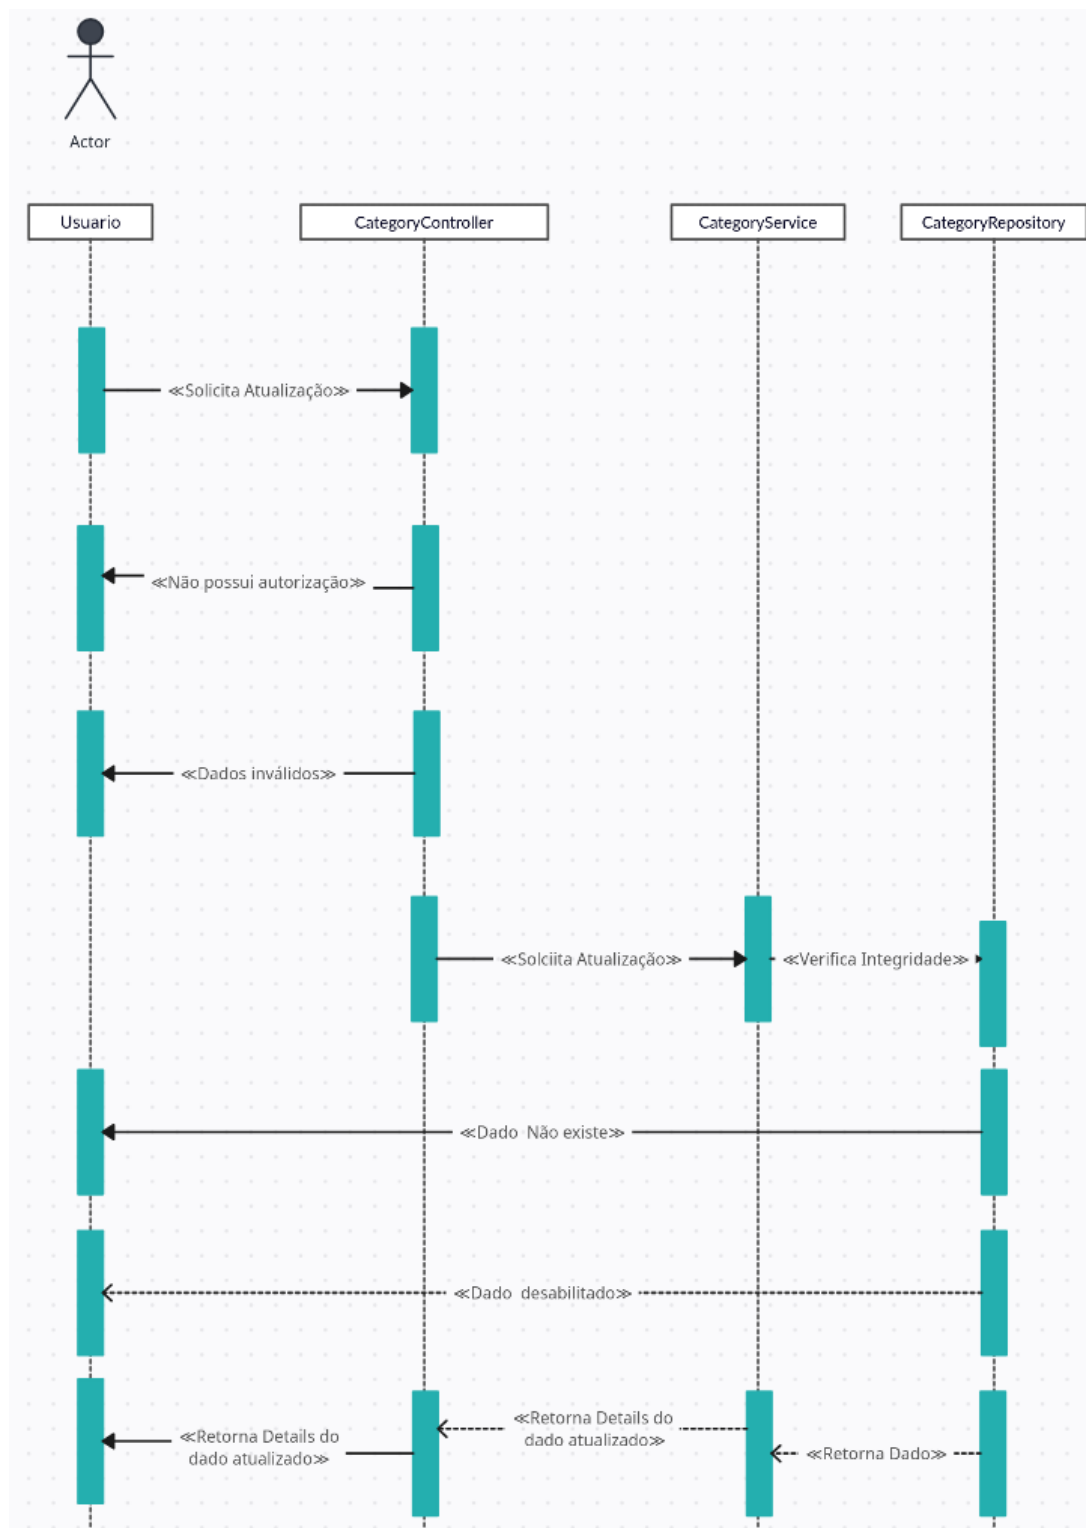 Actor
Usuario
CategoryController
CategoryService
CategoryRepository
≪Solicita Atualização≫
≪Não possui autorização≫
≪Dados inválidos≫
≪Solciita Atualização≫
≪Verifica Integridade≫
≪Dado Não existe≫
≪Dado desabilitado≫
≪Retorna Details do
dado atualizado≫
≪Retorna Details do
dado atualizado≫
≪Retorna Dado≫